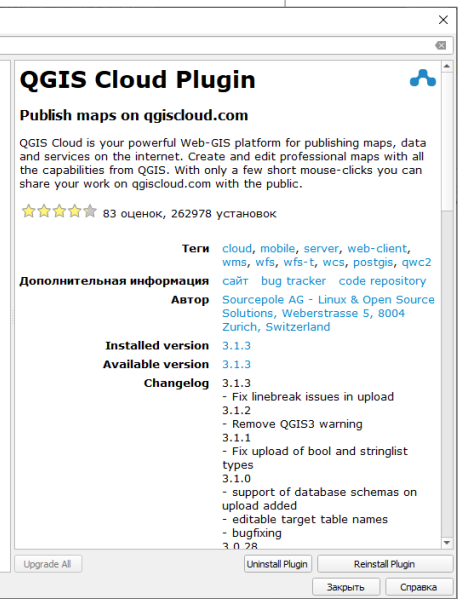 QGIS Cloud Plugin
Publish maps on qgiscloud.com
QGIS Cloud is your powerful Web-GIS platform for publishing maps, data
and services on the internet. Create and edit professional maps with all
the capabilities from QGIS. With only a few short mouse-clicks you can
share your work on qgiscloud.com with the public.
83 оценок, 262978 установок
Теги cloud, mobile, server, web-client,
wms, wfs, wfs-t, wcs, postgis, qwc2
Дополнительная информация сайт bug tracker code repository
Автор Sourcepole AG - Linux & Open Source
Solutions, Weberstrasse 5, 8004
Zurich, Switzerland
Installed version 3.1.3
Available version 3.1.3
Changelog 3.1.3
- Fix linebreak issues in upload
3.1.2
- Remove QGIS3 warning
3.1.1
- Fix upload of bool and stringlist
types
3.1.0
- support of database schemas on
upload added
- editable target table names
- bugfixing
3.0.28
Upgrade All Uninstall Plugin Reinstall Plugin
Закрыть Справка